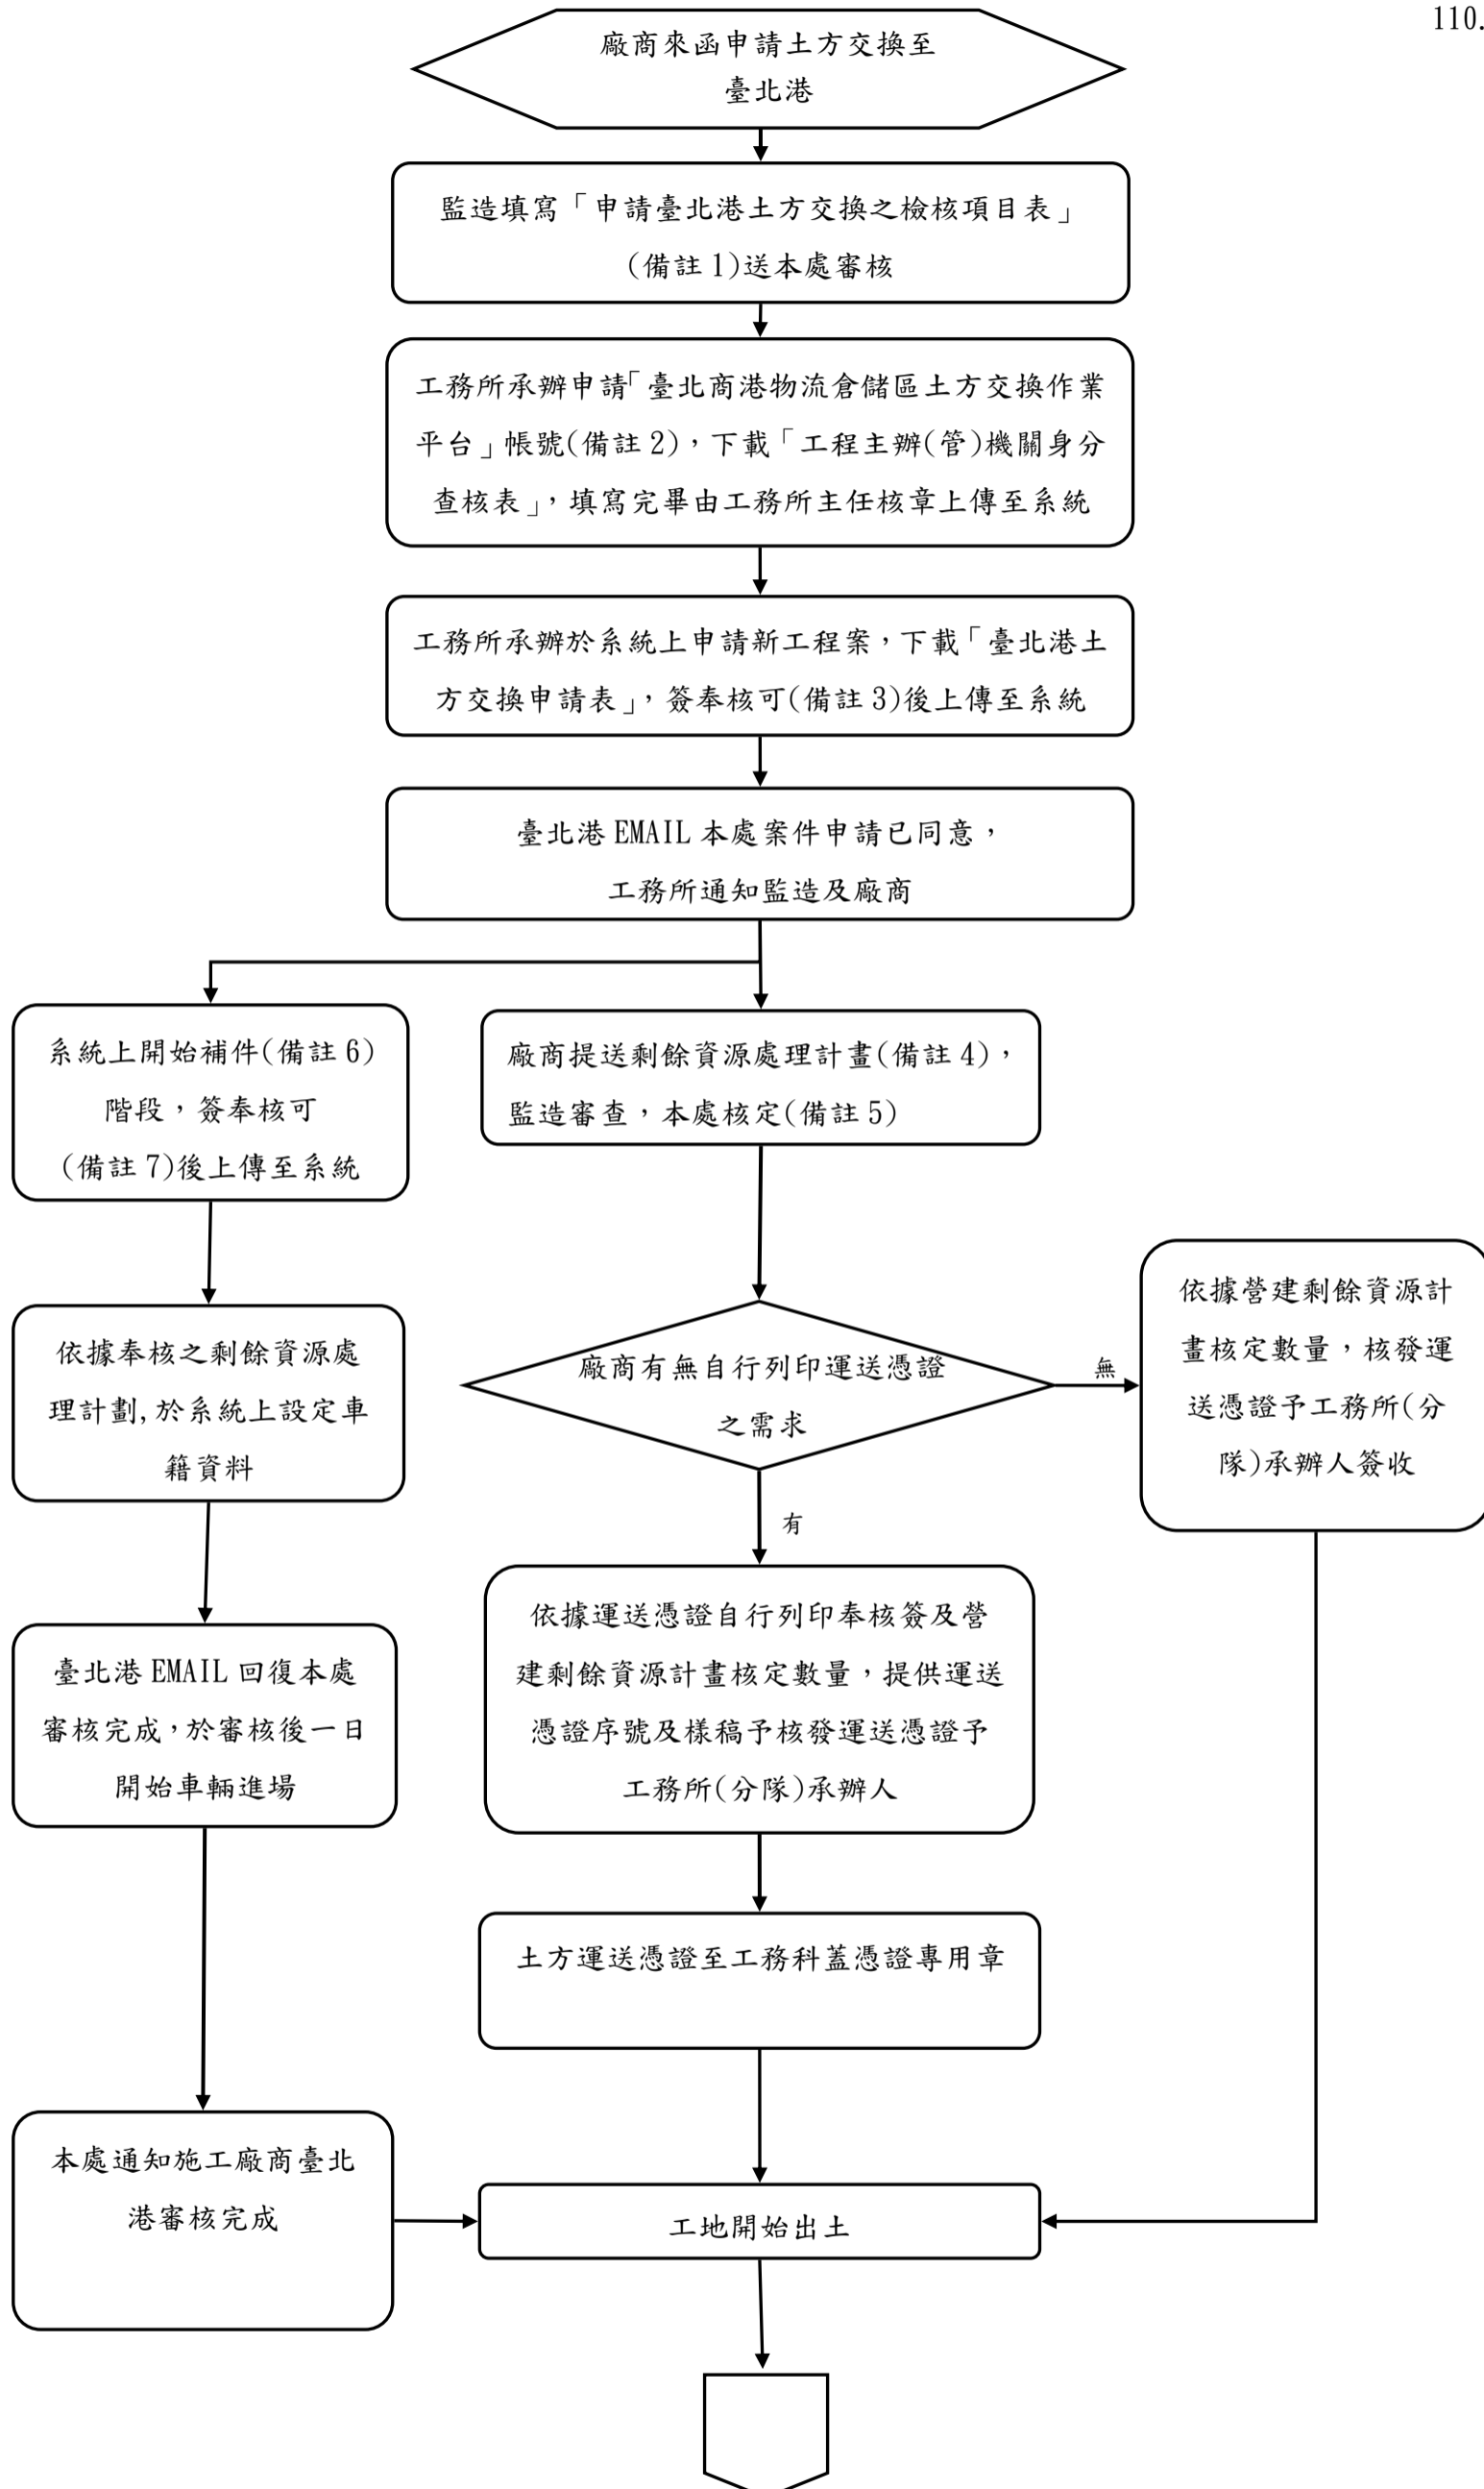 110.
廠商來函申請土方交換至
臺北港
監造填寫「申請臺北港土方交換之檢核項目表」
(備註1)送本處審核
工務所承辦申請「臺北商港物流倉儲區土方交換作業
平台」帳號(備註2)，下載「工程主辦(管)機關身分
查核表」，填寫完畢由工務所主任核章上傳至系統
工務所承辦於系統上申請新工程案，下載「臺北港土
方交換申請表」，簽奉核可(備註3)後上傳至系統
臺北港EMAIL本處案件申請已同意，
工務所通知監造及廠商
系統上開始補件(備註6)
階段，簽奉核可
(備註7)後上傳至系統
廠商提送剩餘資源處理計畫(備註4)，
監造審查，本處核定(備註5)
依據奉核之剩餘資源處
理計劃,於系統上設定車
籍資料
廠商有無自行列印運送憑證
之需求
無
依據營建剩餘資源計
畫核定數量，核發運
送憑證予工務所(分
隊)承辦人簽收
有
臺北港EMAIL回復本處
審核完成，於審核後一日
開始車輛進場
依據運送憑證自行列印奉核簽及營
建剩餘資源計畫核定數量，提供運送
憑證序號及樣稿予核發運送憑證予
工務所(分隊)承辦人
土方運送憑證至工務科蓋憑證專用章
本處通知施工廠商臺北
港審核完成
工地開始出土